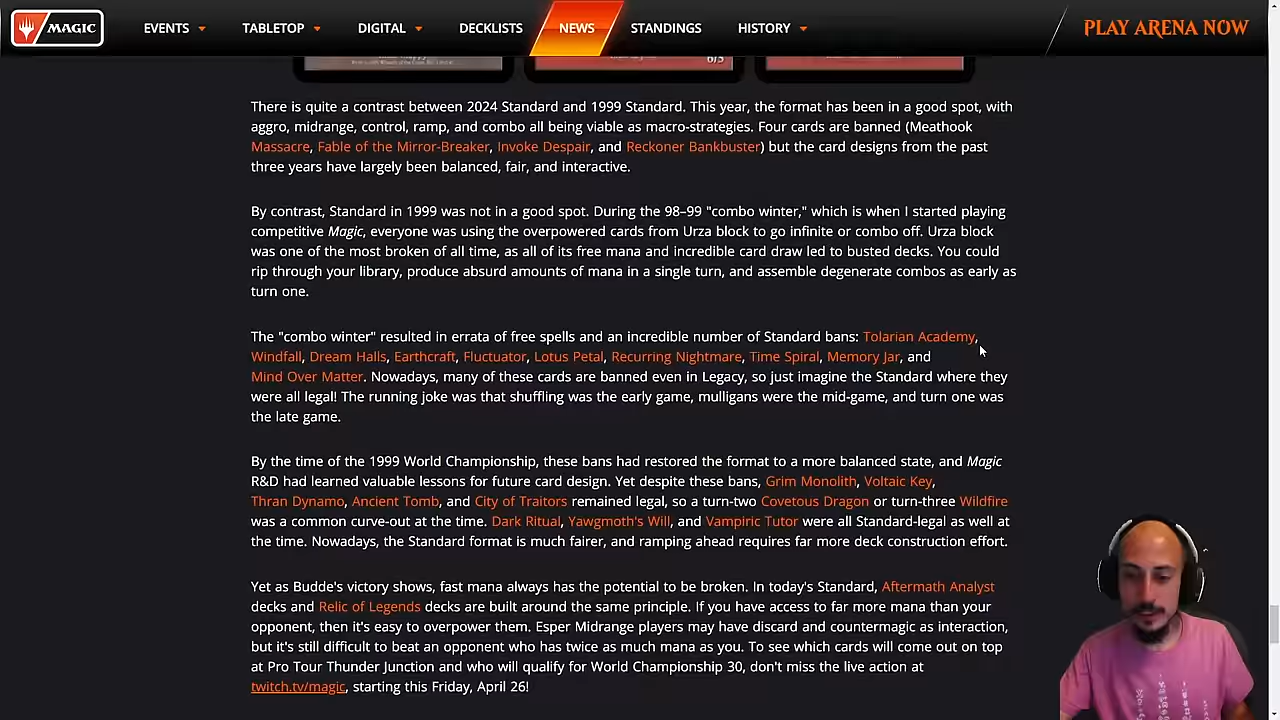 MAGIC
EVENTS
TABLETOP
DIGITAL
DECKLISTS
NEWS
STANDINGS
HISTORY
PLAY ARENA NOW
6/5
There is quite a contrast between 2024 Standard and 1999 Standard. This year, the format has been in a good spot, with
aggro, midrange, control, ramp, and combo all being viable as macro-strategies. Four cards are banned (Meathook
Massacre, Fable of the Mirror-Breaker, Invoke Despair, and Reckoner Bankbuster) but the card designs from the past
three years have largely been balanced, fair, and interactive.
By contrast, Standard in 1999 was not in a good spot. During the 98–99 "combo winter," which is when I started playing
competitive Magic, everyone was using the overpowered cards from Urza block to go infinite or combo off. Urza block
was one of the most broken of all time, as all of its free mana and incredible card draw led to busted decks. You could
rip through your library, produce absurd amounts of mana in a single turn, and assemble degenerate combos as early as
turn one.
The "combo winter" resulted in errata of free spells and an incredible number of Standard bans: Tolarian Academy,
Windfall, Dream Halls, Earthcraft, Fluctuator, Lotus Petal, Recurring Nightmare, Time Spiral, Memory Jar, and
Mind Over Matter. Nowadays, many of these cards are banned even in Legacy, so just imagine the Standard where they
were all legal! The running joke was that shuffling was the early game, mulligans were the mid-game, and turn one was
the late game.
By the time of the 1999 World Championship, these bans had restored the format to a more balanced state, and Magic
R&D had learned valuable lessons for future card design. Yet despite these bans, Grim Monolith, Voltaic Key,
Thran Dynamo, Ancient Tomb, and City of Traitors remained legal, so a turn-two Covetous Dragon or turn-three Wildfire
was a common curve-out at the time. Dark Ritual, Yawgmoth's Will, and Vampiric Tutor were all Standard-legal as well at
the time. Nowadays, the Standard format is much fairer, and ramping ahead requires far more deck construction effort.
Yet as Budde's victory shows, fast mana always has the potential to be broken. In today's Standard, Aftermath Analyst
decks and Relic of Legends decks are built around the same principle. If you have access to far more mana than your
opponent, then it's easy to overpower them. Esper Midrange players may have discard and countermagic as interaction,
but it's still difficult to beat an opponent who has twice as much mana as you. To see which cards will come out on top
at Pro Tour Thunder Junction and who will qualify for World Championship 30, don't miss the live action at
twitch.tv/magic, starting this Friday, April 26!